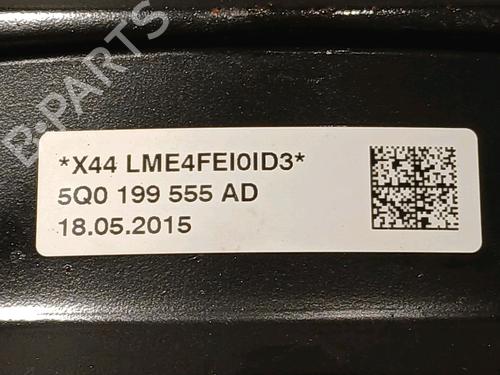 B-PARTS
*X44 LME4FEI0ID3*
5Q0 199 555 AD
18.05.2015